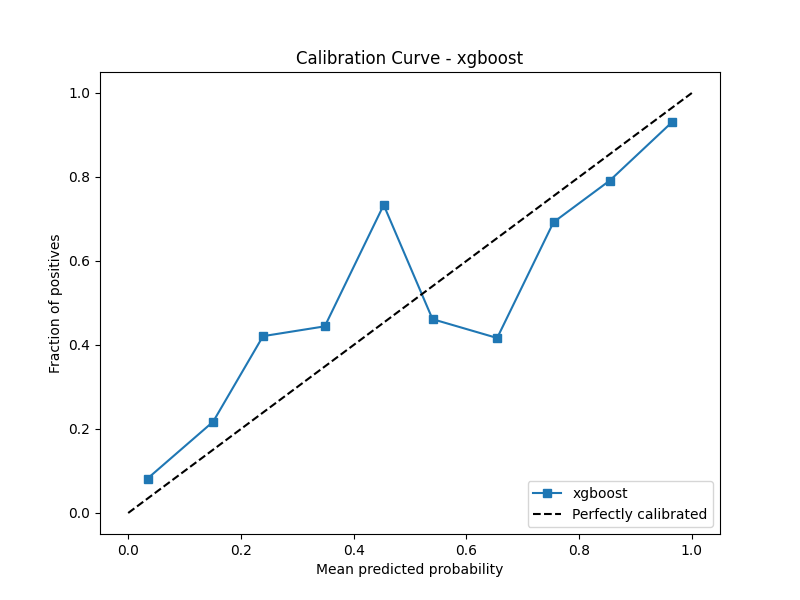 Calibration Curve - xgboost
Fraction of positives
1.0
0.8
0.6
0.4
0.2
0.0
0.0 0.2 0.4 0.6 0.8 1.0
Mean predicted probability
xgboost
Perfectly calibrated